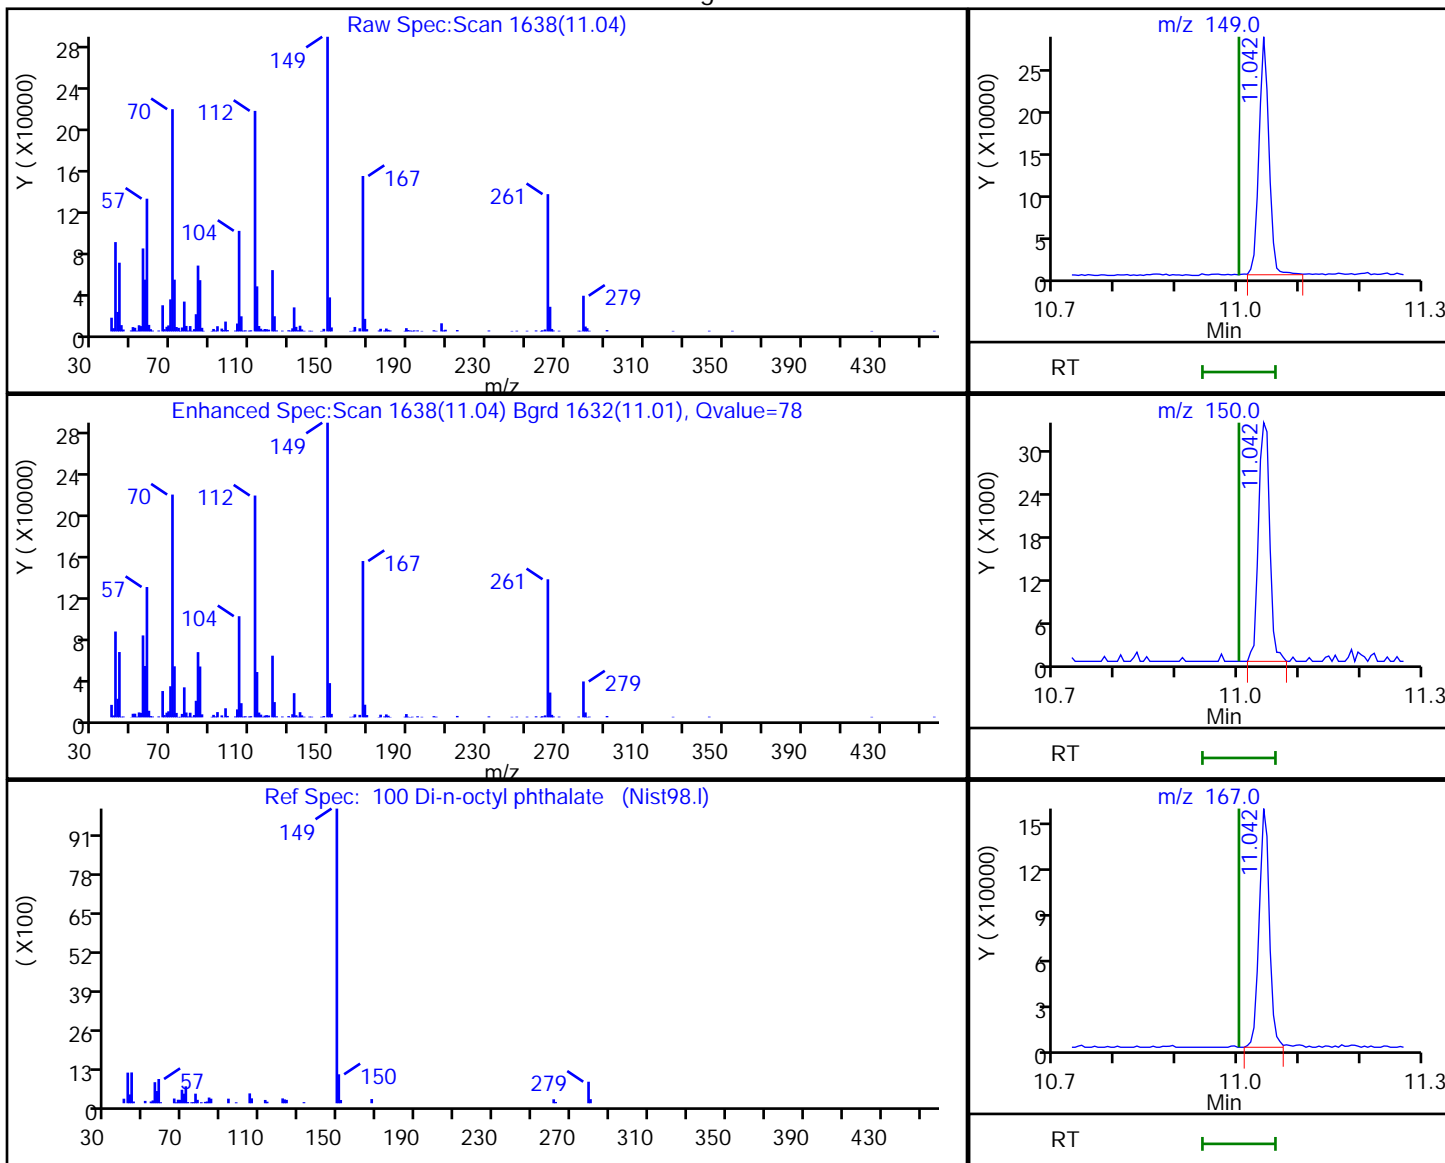 Raw Spec:Scan 1638(11.04)
Y ( X10000)
28
24
20
16
12
8
4
0
149
70
112
57
104
167
261
279
30 70 110 150 190 230 270 310 350 390 430
m/z
m/z 149.0
Y ( X10000)
25
20
15
10
5
0
11.042
10.7 11.0 11.3
Min
RT
Enhanced Spec:Scan 1638(11.04) Bgrd 1632(11.01), Qvalue=78
Y ( X10000)
28
24
20
16
12
8
4
0
149
70
112
57
104
167
261
279
30 70 110 150 190 230 270 310 350 390 430
m/z
m/z 150.0
Y ( X1000)
30
24
18
12
6
0
11.042
10.7 11.0 11.3
Min
RT
Ref Spec: 100 Di-n-octyl phthalate (Nist98.l)
( X100)
91
78
65
52
39
26
13
0
149
57
150
279
30 70 110 150 190 230 270 310 350 390 430
m/z 167.0
Y ( X10000)
15
12
9
6
3
0
11.042
10.7 11.0 11.3
Min
RT